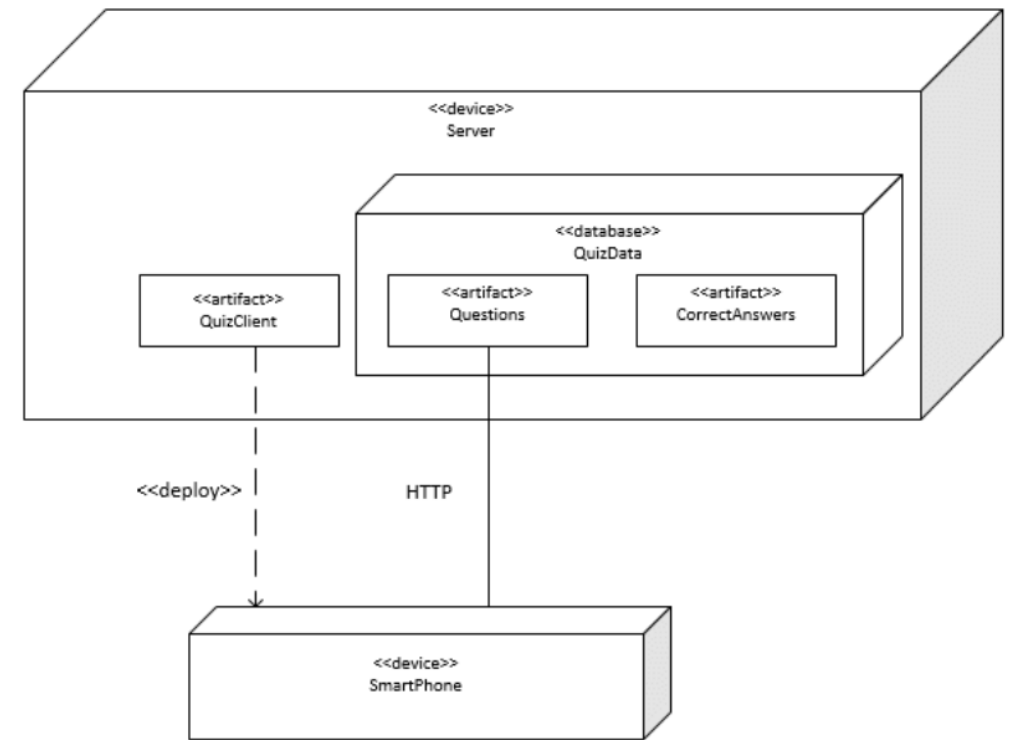 <<device>>
Server
<<database>>
QuizData
<<artifact>>
QuizClient
<<artifact>>
Questions
<<artifact>>
CorrectAnswers
<<deploy>>
HTTP
<<device>>
SmartPhone